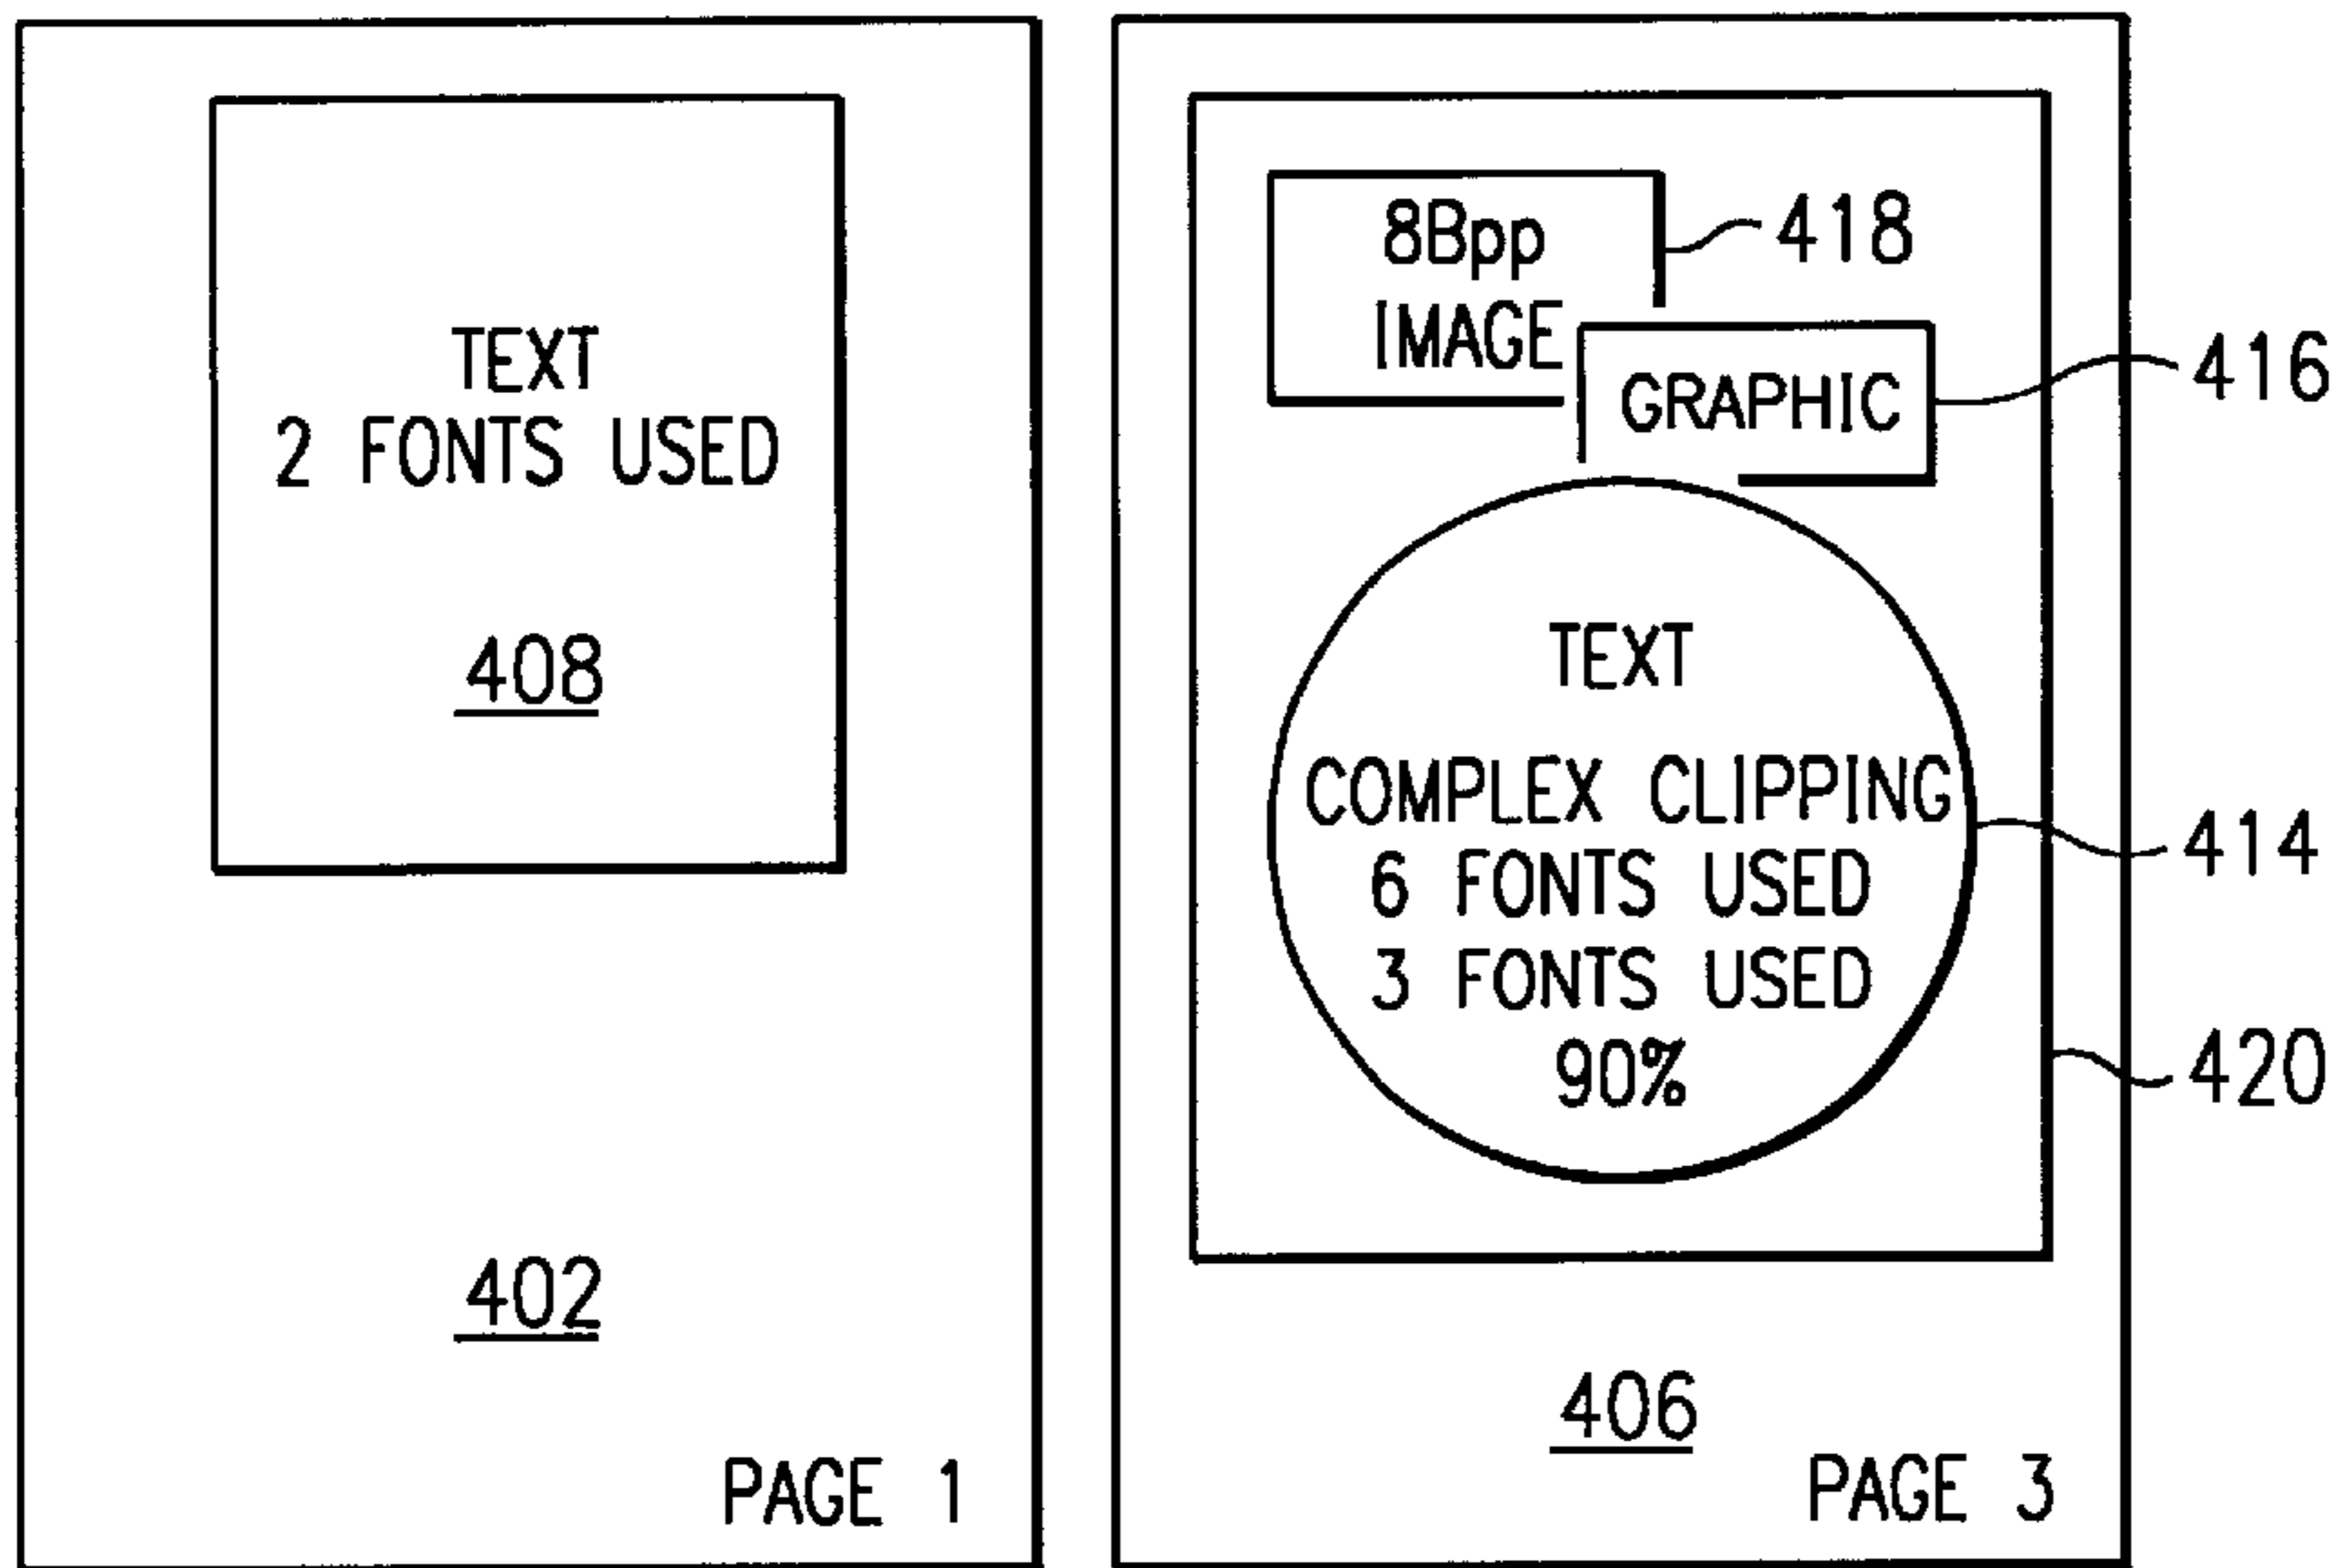 TEXT
2 FONTS USED
408
402
PAGE 1
8Bpp
IMAGE
418
GRAPHIC
416
TEXT
COMPLEX CLIPPING
6 FONTS USED
3 FONTS USED
90%
414
420
406
PAGE 3